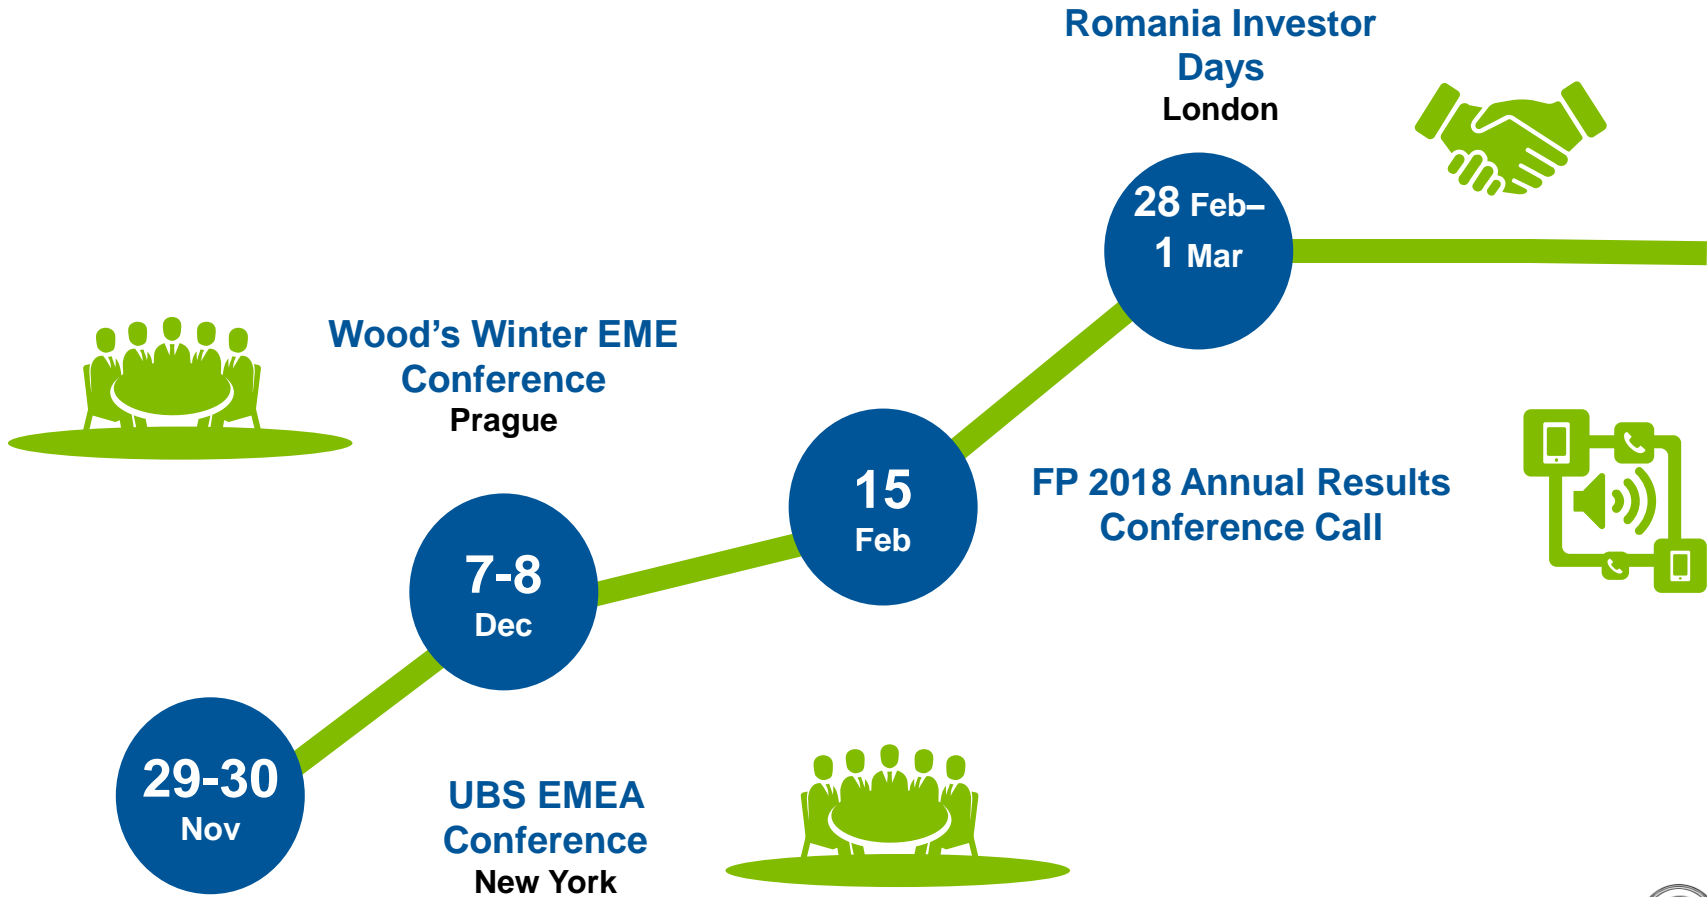 Romania Investor
Days
London
28 Feb–
1 Mar
Wood's Winter EME
Conference
Prague
15
Feb
FP 2018 Annual Results
Conference Call
7-8
Dec
29-30
Nov
UBS EMEA
Conference
New York